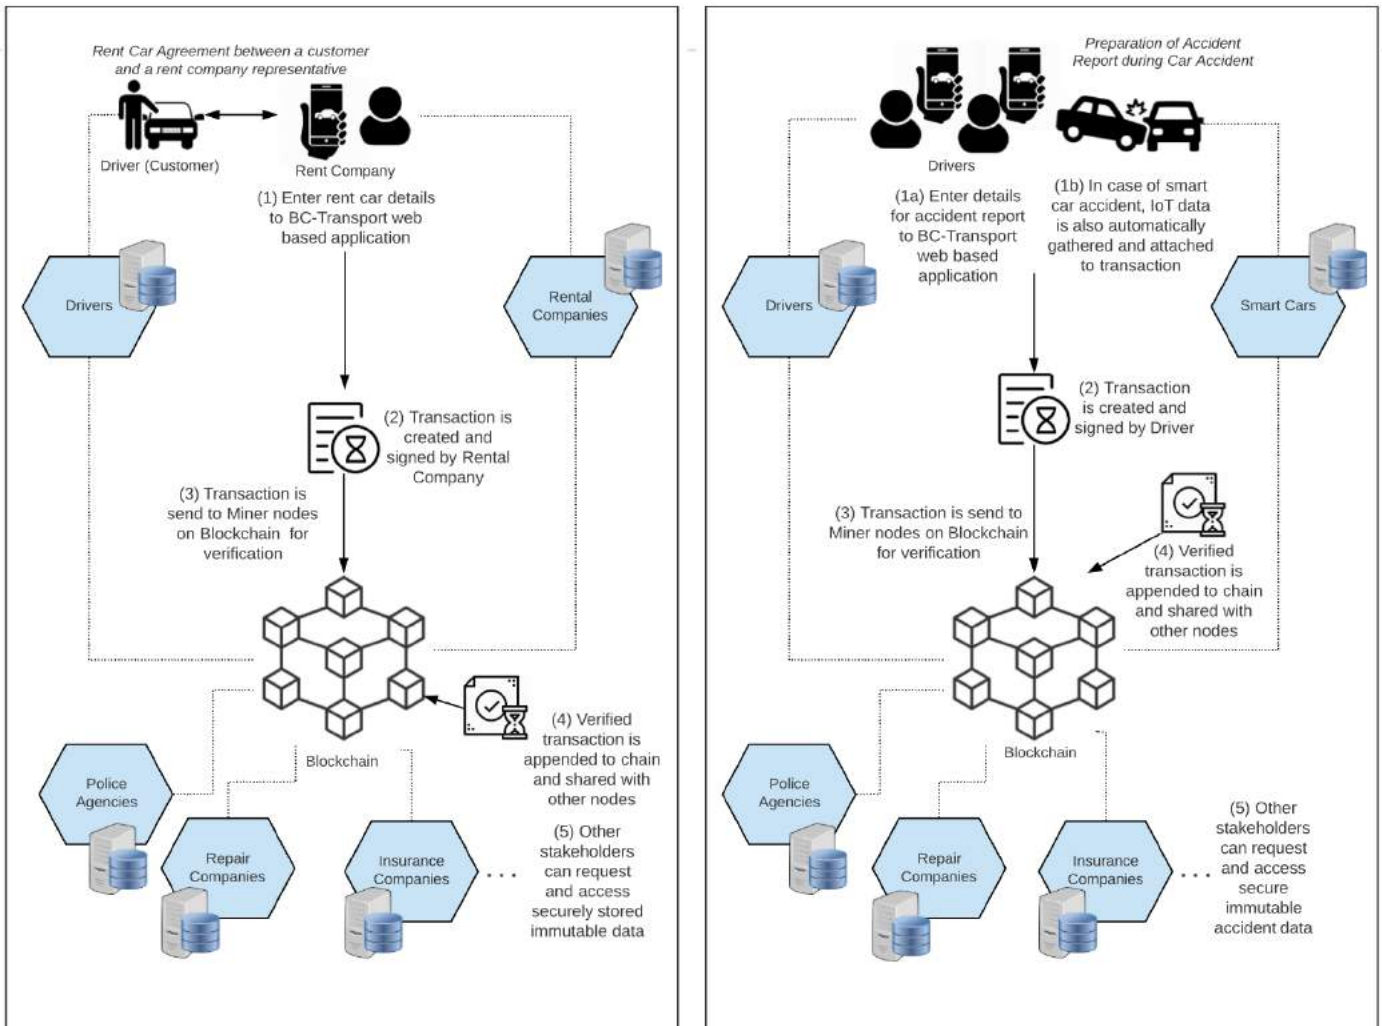 Rent Car Agreement between a customer
and a rent company representative
Driver (Customer)
Rent Company
(1) Enter rent car details
to BC-Transport web
based application
Drivers
Rental
Companies
(2) Transaction is
created and
signed by Rental
Company
(3) Transaction is
send to Miner nodes
on Blockchain for
verification
Blockchain
(4) Verified
transaction is
appended to chain
and shared with
other nodes
Police
Agencies
Repair
Companies
Insurance
Companies
(5) Other
stakeholders
can request
and access
securely stored
immutable data
Preparation of Accident
Report during Car Accident
Drivers
(1a) Enter details
for accident report
to BC-Transport
web based
application
(1b) In case of smart
car accident, IoT data
is also automatically
gathered and attached
to transaction
Drivers
Smart Cars
(2) Transaction
is created and
signed by Driver
(3) Transaction is send to
Miner nodes on Blockchain
for verification
(4) Verified
transaction is
appended to chain
and shared with
other nodes
Blockchain
Police
Agencies
Repair
Companies
Insurance
Companies
(5) Other
stakeholders
can request
and access
secure
immutable
accident data